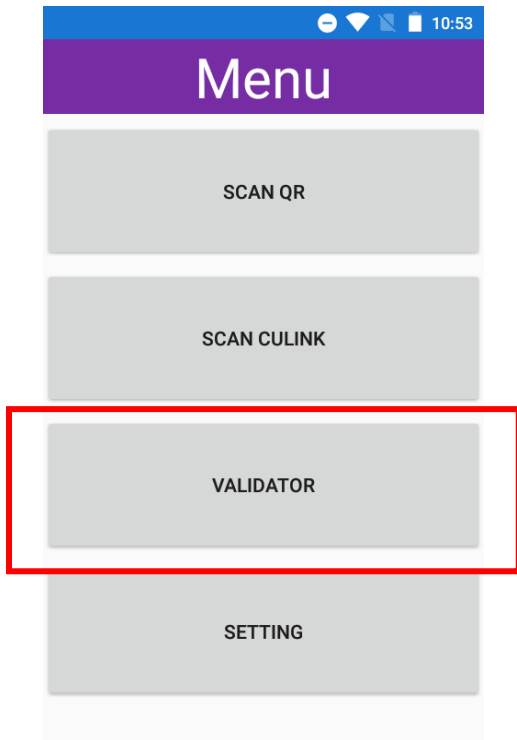 10:53
Menu
SCAN QR
SCAN CULINK
VALIDATOR
SETTING